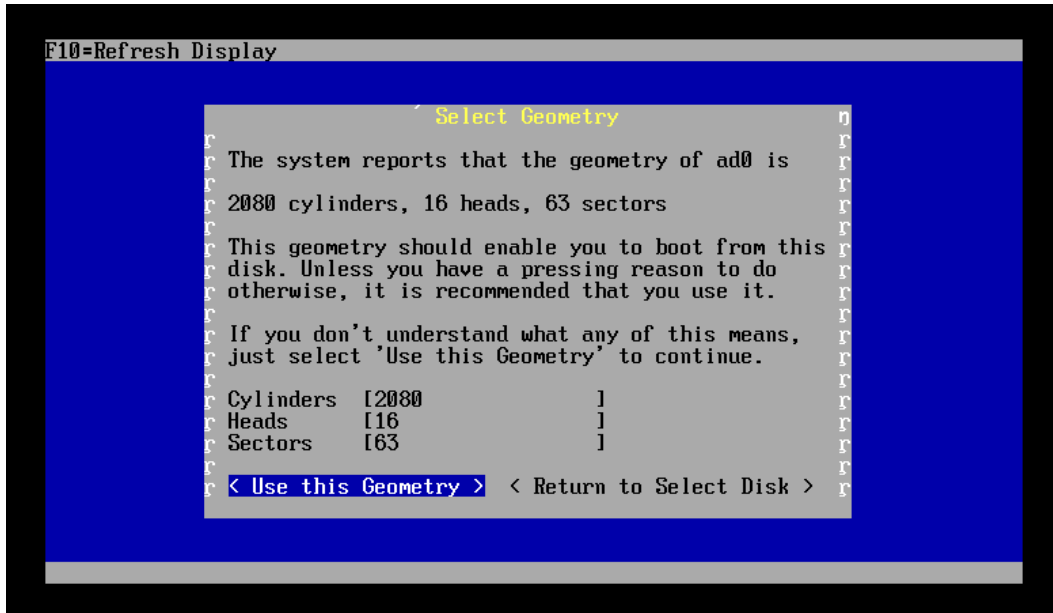 F10=Refresh Display
Select Geometry
The system reports that the geometry of ad0 is
2080 cylinders, 16 heads, 63 sectors
This geometry should enable you to boot from this
disk. Unless you have a pressing reason to do
otherwise, it is recommended that you use it.
If you don't understand what any of this means,
just select 'Use this Geometry' to continue.
Cylinders [2080 ]
Heads [16 ]
Sectors [63 ]
< Use this Geometry > < Return to Select Disk >